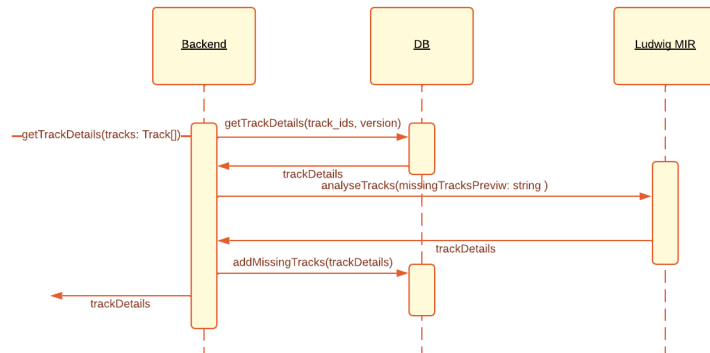 Backend
DB
Ludwig MIR
getTrackDetails(track_ids, version)
getTrackDetails(tracks: Track[])
trackDetails
analyseTracks(missingTracksPreviw: string )
trackDetails
addMissingTracks(trackDetails)
trackDetails